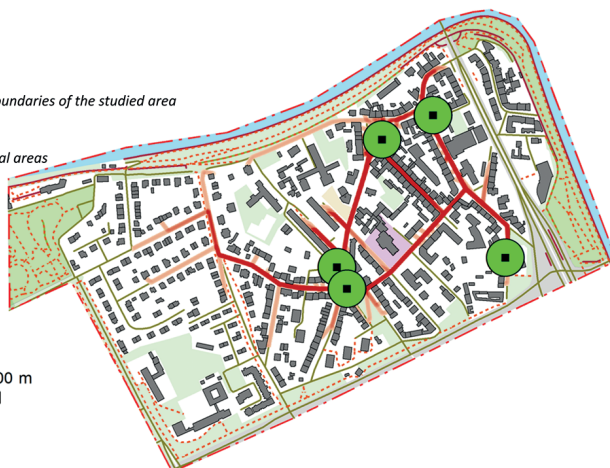 oundaries of the studied area
al areas
00 m